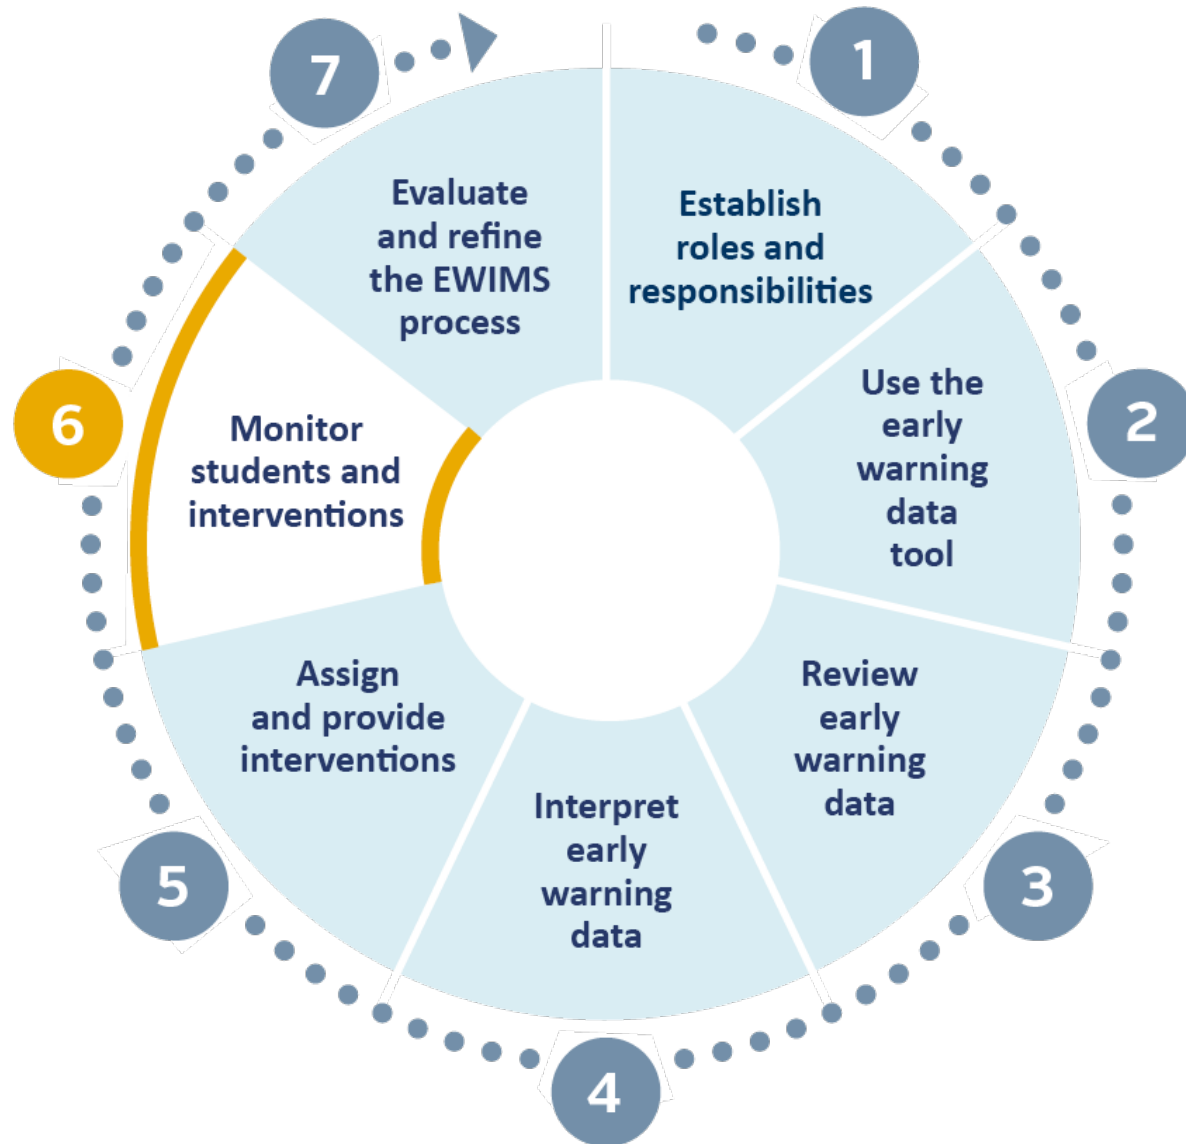 1
Establish
roles and
responsibilities
2
Use the
early
warning
data
tool
3
Review
early
warning
data
4
Interpret
early
warning
data
5
Assign
and provide
interventions
6
Monitor
students and
interventions
7
Evaluate
and refine
the EWIMS
process